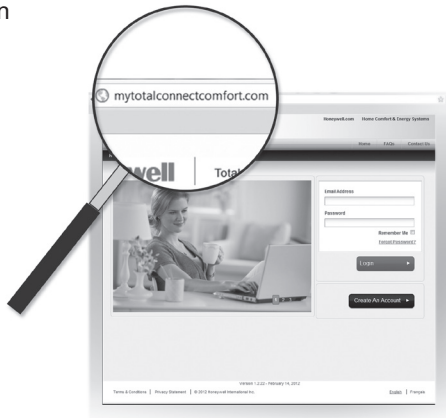 n
mytotalconnectcomfort.com
Honeywell.com Home Comfort & Energy Systems
Home FAQs Contact Us
well Total
Email Address
Password
Remember Me
Forgot Password?
Login
Create An Account
Version 1.2.22 - February 14, 2012
Terms & Conditions | Privacy Statement | © 2012 Honeywell International Inc.
English | Français